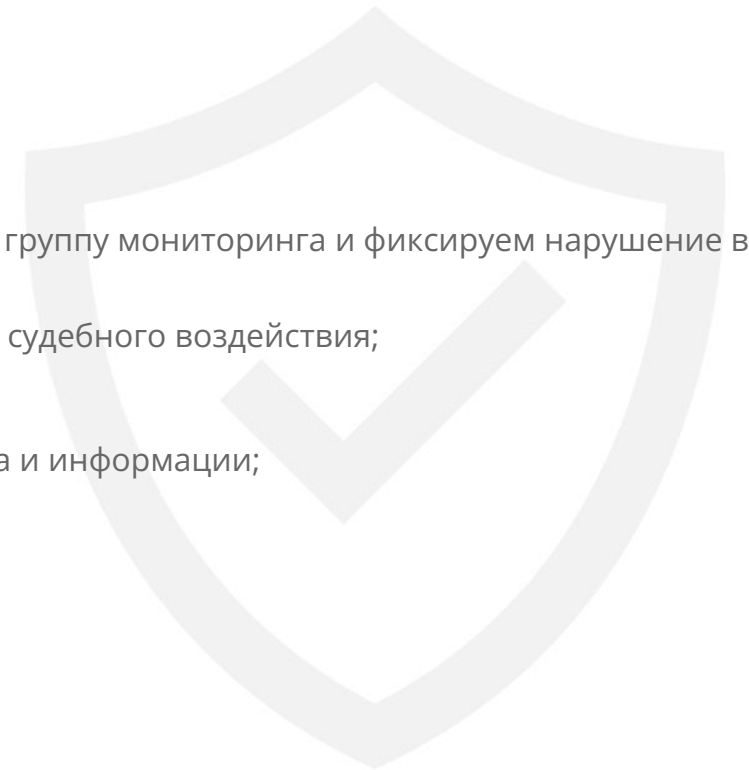 группу мониторинга и фиксируем нарушение в
судебного воздействия;
а и информации;